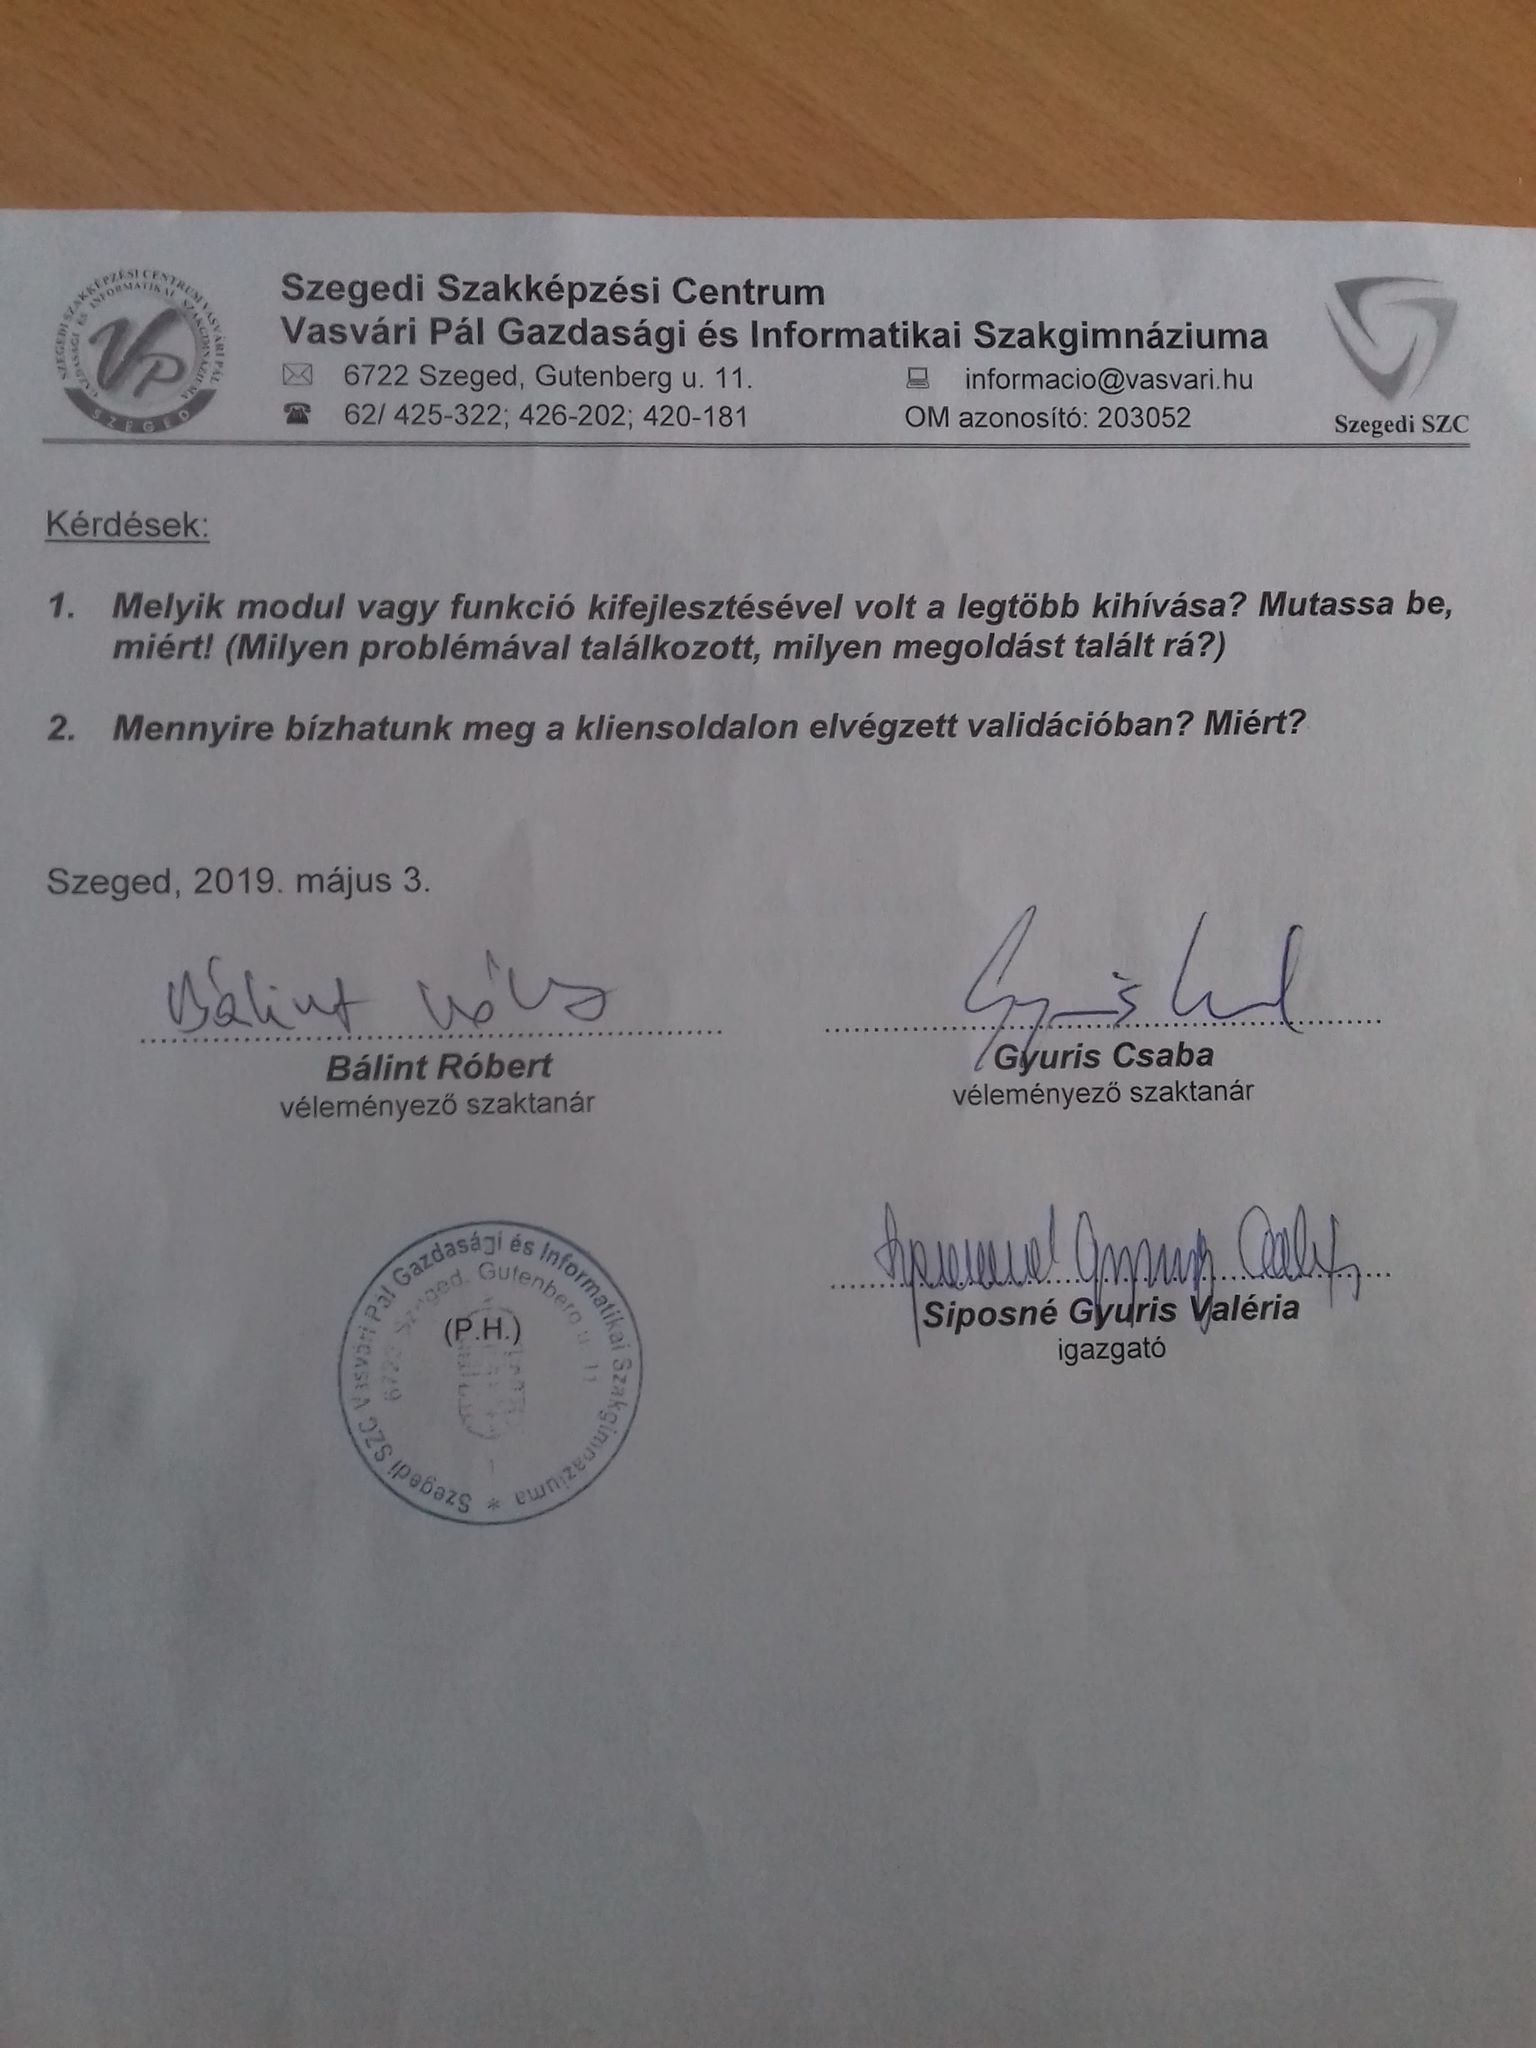 Szegedi Szakképzési Centrum
Vasvári Pál Gazdasági és Informatikai Szakgimnáziuma
6722 Szeged, Gutenberg u. 11.
informacio@vasvari.hu
62/ 425-322; 426-202; 420-181
OM azonosító: 203052
SZEGEDI SZAKKÉPZÉSI CENTRUM VASVÁRI PÁL
GAZDASÁGI ÉS INFORMATIKAI SZAKGIMNÁZIUMA
SZEGED
VP
Szegedi SZC
Kérdések:
1. Melyik modul vagy funkció kifejlesztésével volt a legtöbb kihívása? Mutassa be,
miért! (Milyen problémával találkozott, milyen megoldást talált rá?)
2. Mennyire bízhatunk meg a kliensoldalon elvégzett validációban? Miért?
Szeged, 2019. május 3.
Bálint
Bálint Róbert
véleményező szaktanár
Gyuris Csaba
véleményező szaktanár
Siposné Gyuris Valéria
igazgató
Szegedi SZC Vasvári Pál Gazdasági és Informatikai Szakgimnáziuma *
Szeged, Gutenberg u. 11
(P.H.)